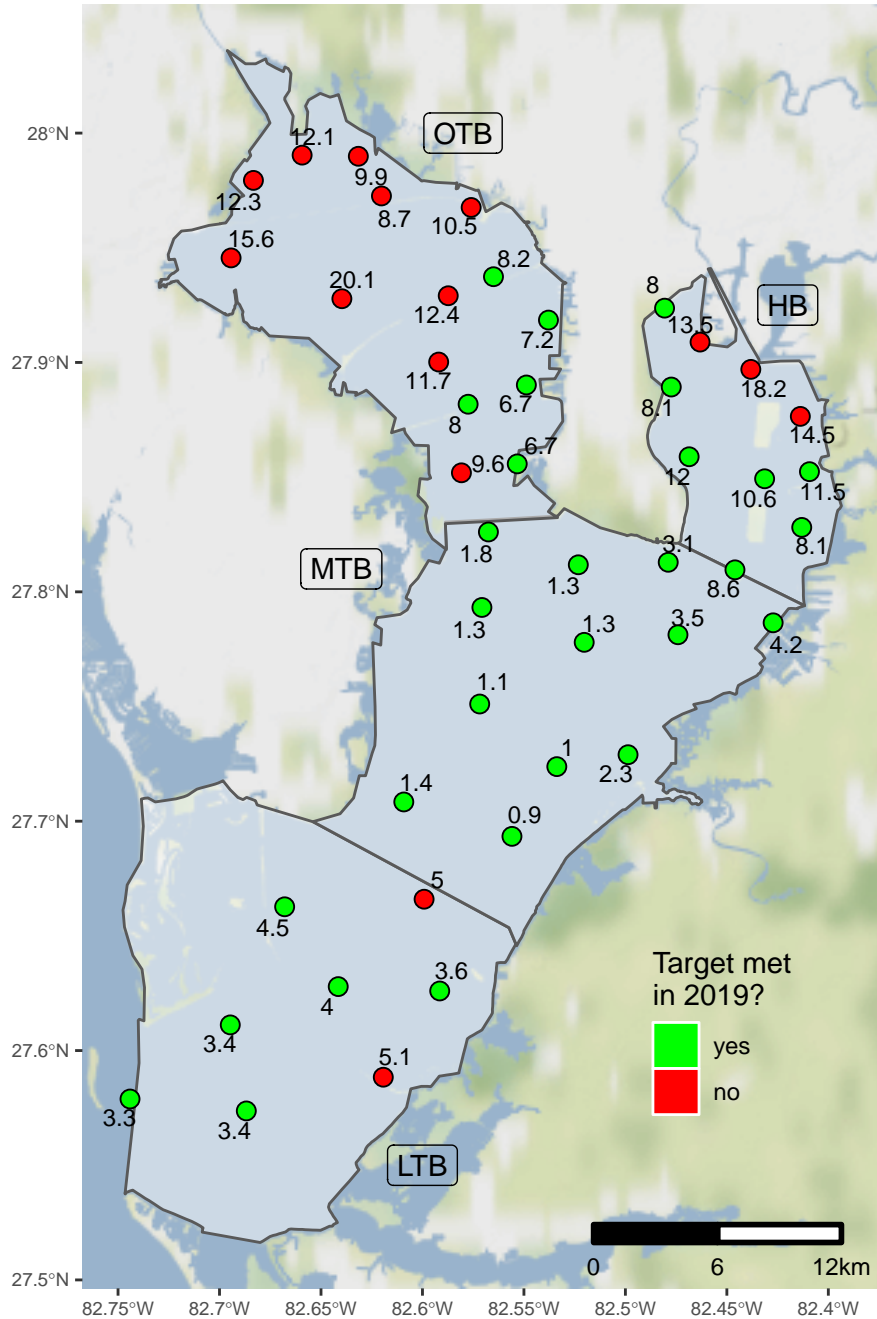 28°N
27.9°N
27.8°N
27.7°N
27.6°N
27.5°N
82.75°W
82.7°W
82.65°W
82.6°W
82.55°W
82.5°W
82.45°W
82.4°W
OTB
12.1
9.9
12.3
8.7
10.5
15.6
8.2
20.1
12.4
7.2
11.7
6.7
8
9.6
6.7
HB
8
13.5
18.2
8.1
14.5
12
10.6
11.5
8.1
8.6
MTB
1.8
1.3
3.1
1.3
1.3
3.5
4.2
1.1
1
2.3
1.4
0.9
5
4.5
3.6
4
3.4
5.1
3.3
3.4
LTB
Target met
in 2019?
yes
no
0 6 12km